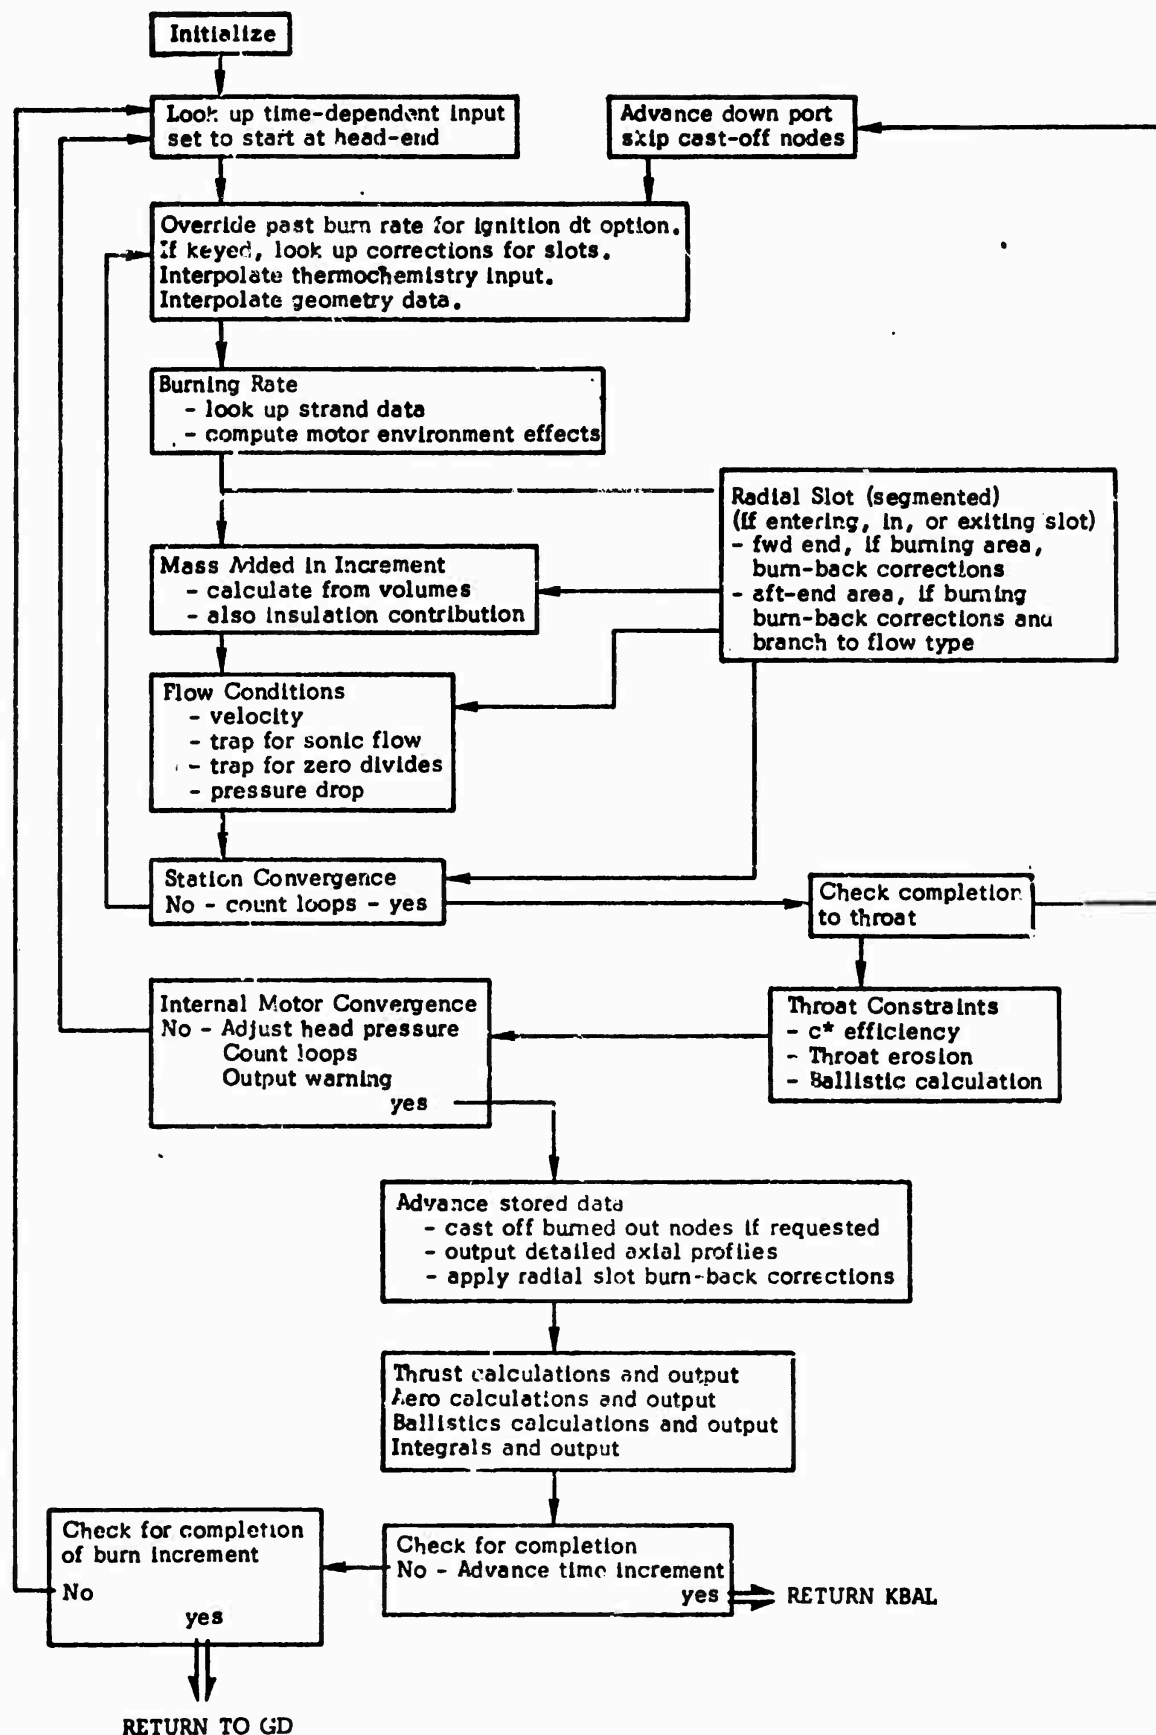 Initialize
Look up time-dependent input
set to start at head-end
Advance down port
skip cast-off nodes
Override past burn rate for ignition dt option.
If keyed, look up corrections for slots.
Interpolate thermochemistry input.
Interpolate geometry data.
Burning Rate
- look up strand data
- compute motor environment effects
Radial Slot (segmented)
(if entering, in, or exiting slot)
- fwd end, if burning area,
burn-back corrections
- aft-end area, if burning
burn-back corrections and
branch to flow type
Mass Added in Increment
- calculate from volumes
- also insulation contribution
Flow Conditions
- velocity
- trap for sonic flow
- trap for zero divides
- pressure drop
Station Convergence
No - count loops - yes
Check completion
to throat
Internal Motor Convergence
No - Adjust head pressure
Count loops
Output warning
yes
Throat Constraints
- c* efficiency
- Throat erosion
- Ballistic calculation
Advance stored data
- cast off burned out nodes if requested
- output detailed axial profiles
- apply radial slot burn-back corrections
Thrust calculations and output
Aero calculations and output
Ballistics calculations and output
Integrals and output
Check for completion
of burn increment
No
yes
Check for completion
No - Advance time increment
yes
RETURN KBAL
RETURN TO GD